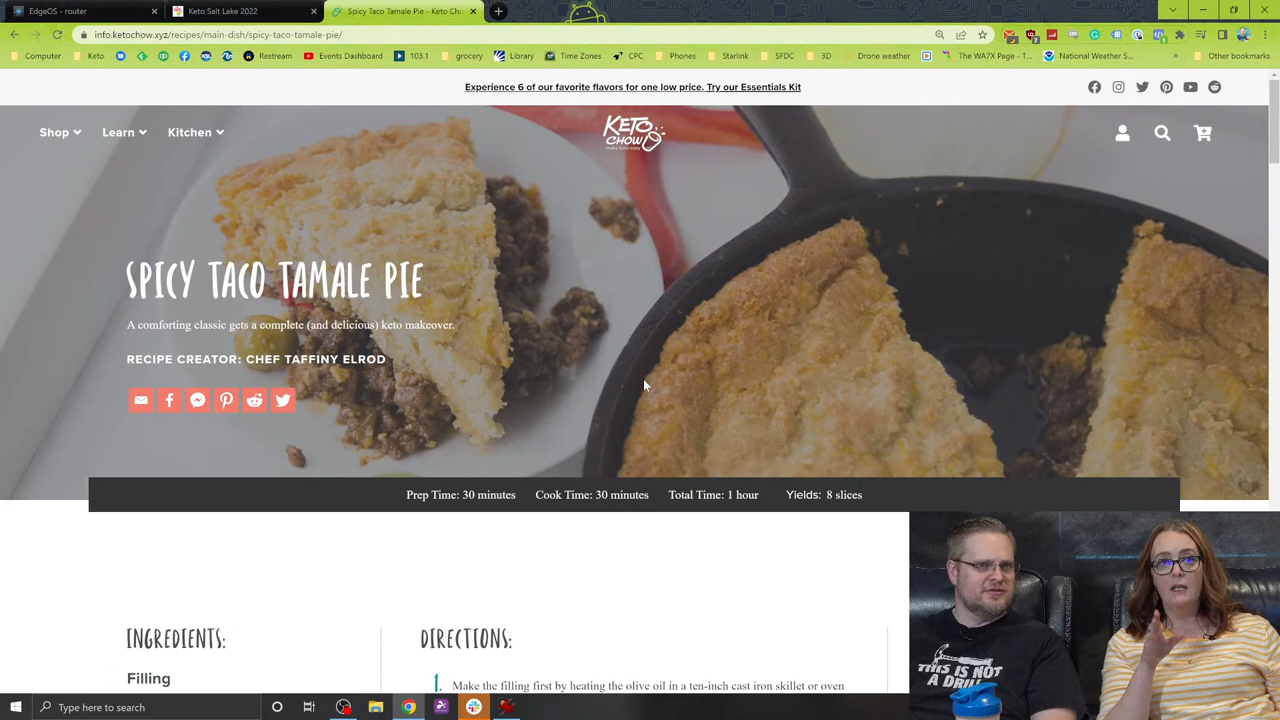 EdgeOS - router
Keto Salt Lake 2022
Spicy Taco Tamale Pie - Keto Cho
info.ketochow.xyz/recipes/main-dish/spicy-taco-tamale-pie/
Computer
Keto
Restream
Events Dashboard
103.1
grocery
Library
Time Zones
CPC
Phones
Starlink
SFDC
3D
Drone weather
The WA7X Page - T...
National Weather S...
Other bookmarks
Experience 6 of our favorite flavors for one low price. Try our Essentials Kit
Shop
Learn
Kitchen
KETO
CHOW
SPICY TACO TAMALE PIE
A comforting classic gets a complete (and delicious) keto makeover.
RECIPE CREATOR: CHEF TAFFINY ELROD
Prep Time: 30 minutes
Cook Time: 30 minutes
Total Time: 1 hour
Yields: 8 slices
INGREDIENTS:
DIRECTIONS:
Filling
1. Make the filling first by heating the olive oil in a ten-inch cast iron skillet or oven
THIS IS NOT
A DRILL
Type here to search